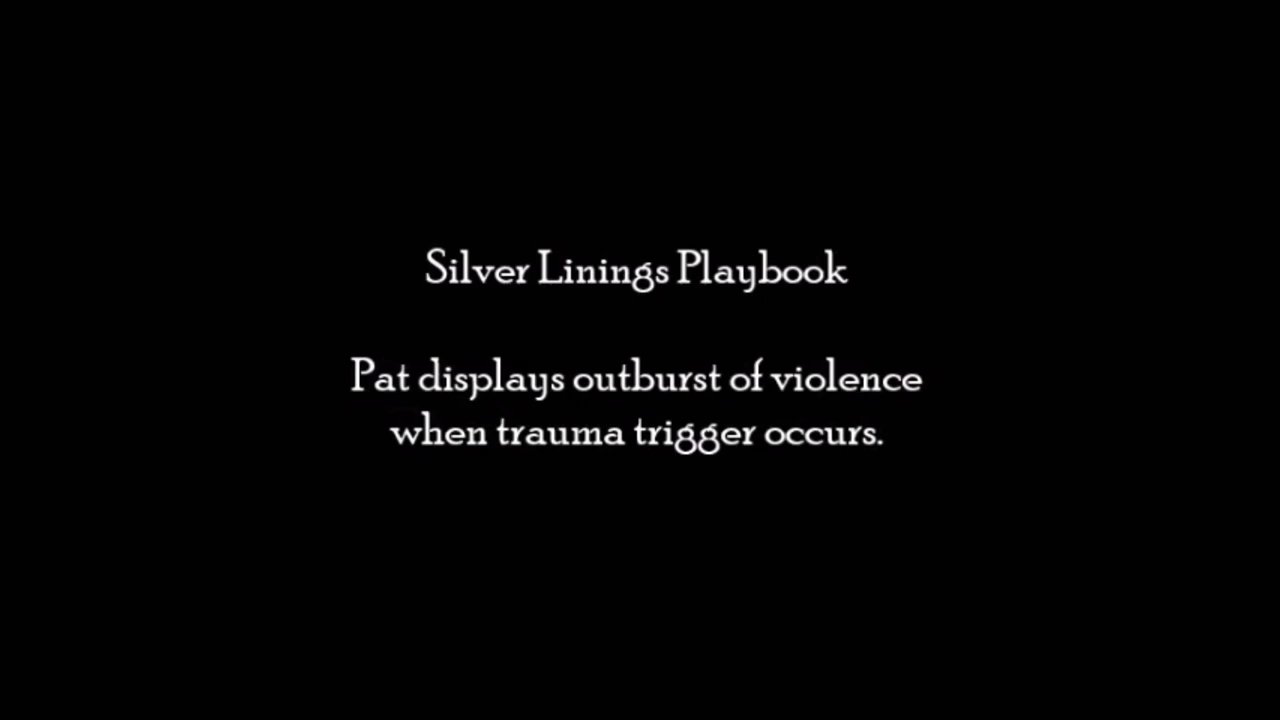 Silver Linings Playbook
Pat displays outburst of violence
when trauma trigger occurs.